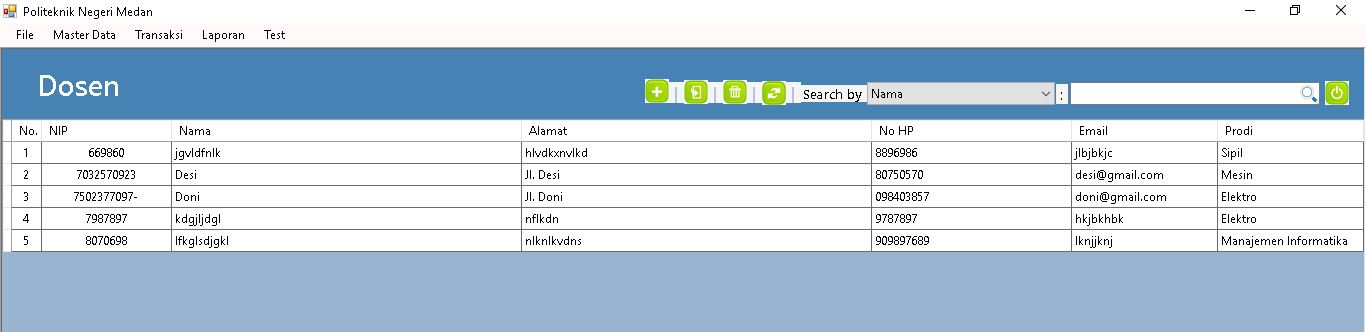 Politeknik Negeri Medan
File Master Data Transaksi Laporan Test
Dosen
Search by Nama :
No. NIP Nama Alamat No HP Email Prodi
1 669860 jgvldfnlk hlvdkxnvlkd 8896986 jlbjbkjc Sipil
2 7032570923 Desi Jl. Desi 80750570 desi@gmail.com Mesin
3 7502377097- Doni Jl. Doni 098403857 doni@gmail.com Elektro
4 7987897 kdgjljdgl nflkdn 9787897 hkjbkhbk Elektro
5 8070698 lfkglsdjgkl nlknlkvdns 909897689 lknjjknj Manajemen Informatika